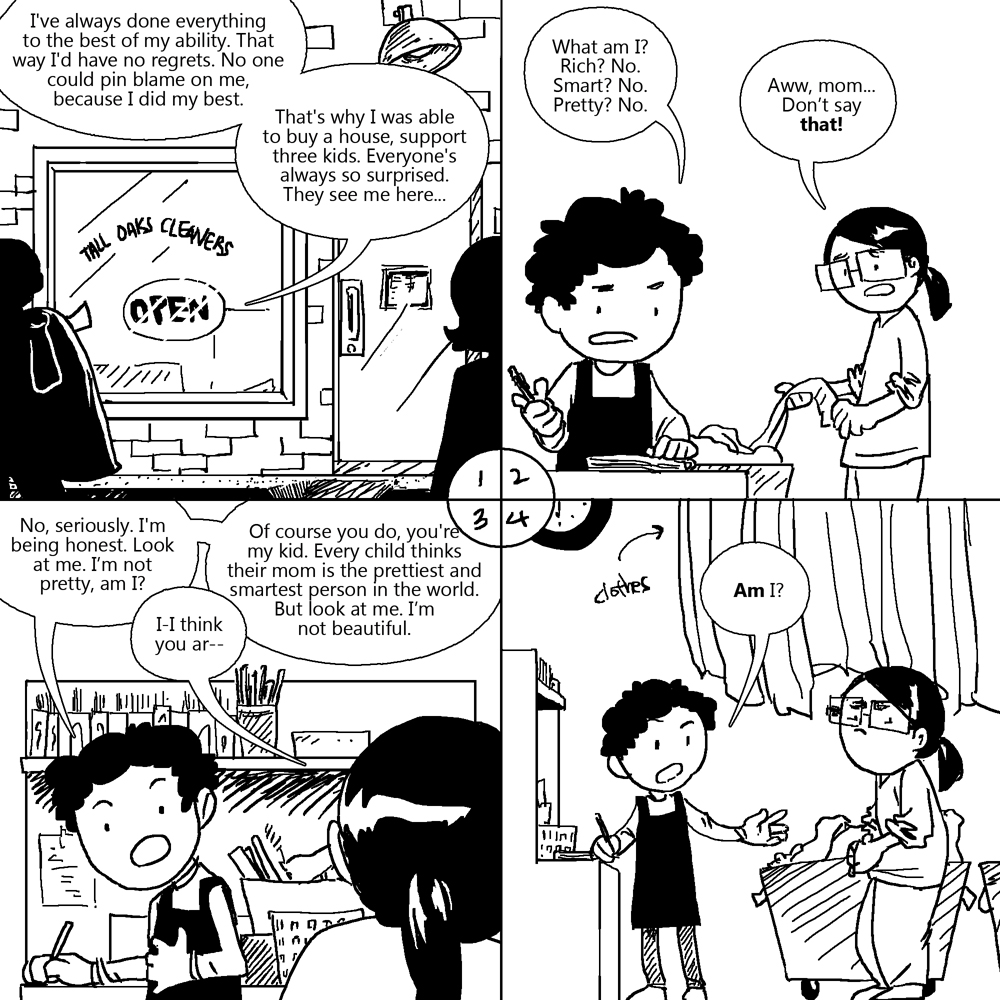 I've always done everything
to the best of my ability. That
way I'd have no regrets. No one
could pin blame on me,
because I did my best.
That's why I was able
to buy a house, support
three kids. Everyone's
always so surprised.
They see me here...
TALL OAKS CLEANERS
OPEN
What am I?
Rich? No.
Smart? No.
Pretty? No.
Aww, mom...
Don't say
that!
1 2
3 4
No, seriously. I'm
being honest. Look
at me. I'm not
pretty, am I?
I-I think
you ar--
Of course you do, you're
my kid. Every child thinks
their mom is the prettiest and
smartest person in the world.
But look at me. I'm
not beautiful.
clothes
Am I?